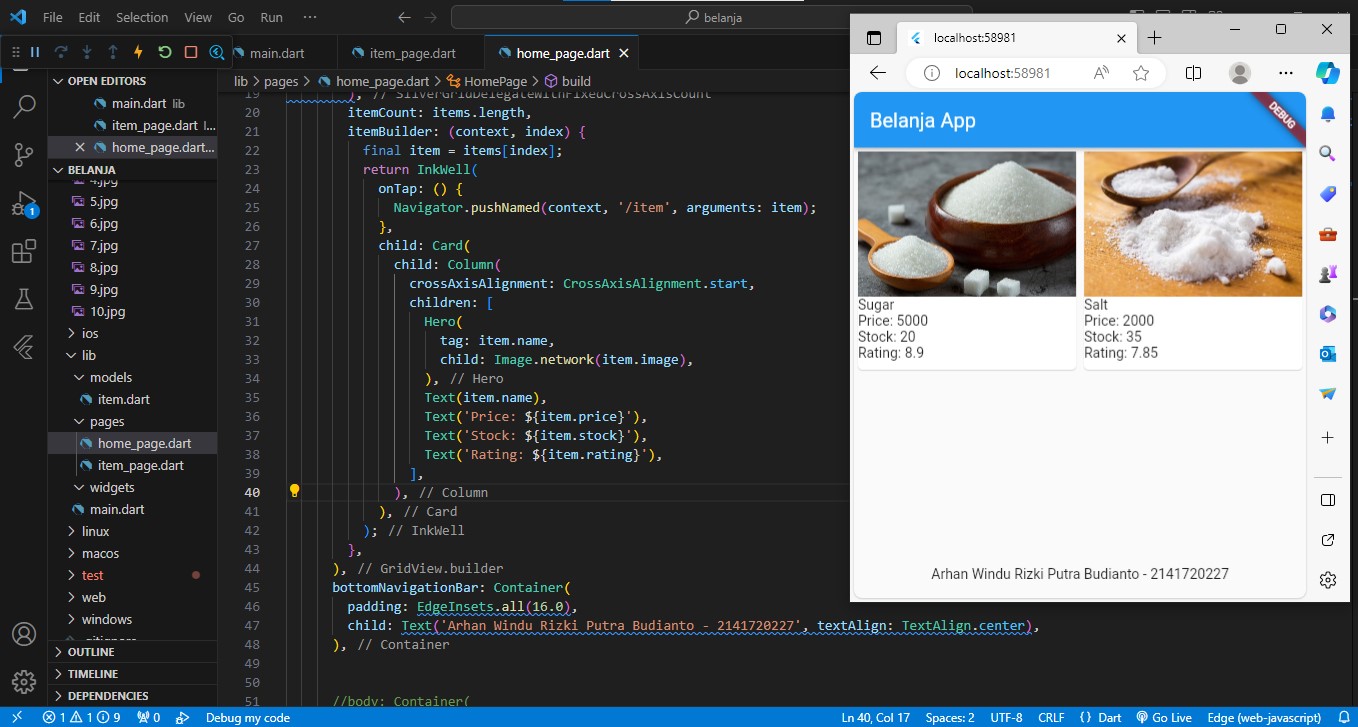 File Edit Selection View Go Run ···
belanja
main.dart
item_page.dart
home_page.dart
lib > pages > home_page.dart > HomePage > build
OPEN EDITORS
main.dart lib
item_page.dart l...
home_page.dart...
BELANJA
4.jpg
5.jpg
6.jpg
7.jpg
8.jpg
9.jpg
10.jpg
ios
lib
models
item.dart
pages
home_page.dart
item_page.dart
widgets
main.dart
linux
macos
test
web
windows
.gitignore
OUTLINE
TIMELINE
DEPENDENCIES
1
19 ), // SliverGridDelegateWithFixedCrossAxisCount
20 itemCount: items.length,
21 itemBuilder: (context, index) {
22 final item = items[index];
23 return InkWell(
24 onTap: () {
25 Navigator.pushNamed(context, '/item', arguments: item);
26 },
27 child: Card(
28 child: Column(
29 crossAxisAlignment: CrossAxisAlignment.start,
30 children: [
31 Hero(
32 tag: item.name,
33 child: Image.network(item.image),
34 ), // Hero
35 Text(item.name),
36 Text('Price: ${item.price}'),
37 Text('Stock: ${item.stock}'),
38 Text('Rating: ${item.rating}'),
39 ],
40 ), // Column
41 ), // Card
42 ); // InkWell
43 },
44 ), // GridView.builder
45 bottomNavigationBar: Container(
46 padding: EdgeInsets.all(16.0),
47 child: Text('Arhan Windu Rizki Putra Budianto - 2141720227', textAlign: TextAlign.center),
48 ), // Container
49
50
51 //body: Container(
localhost:58981
localhost:58981
Belanja App
DEBUG
Sugar
Price: 5000
Stock: 20
Rating: 8.9
Salt
Price: 2000
Stock: 35
Rating: 7.85
Arhan Windu Rizki Putra Budianto - 2141720227
1 1 9 0 Debug my code
Ln 40, Col 17 Spaces: 2 UTF-8 CRLF {} Dart Go Live Edge (web-javascript)